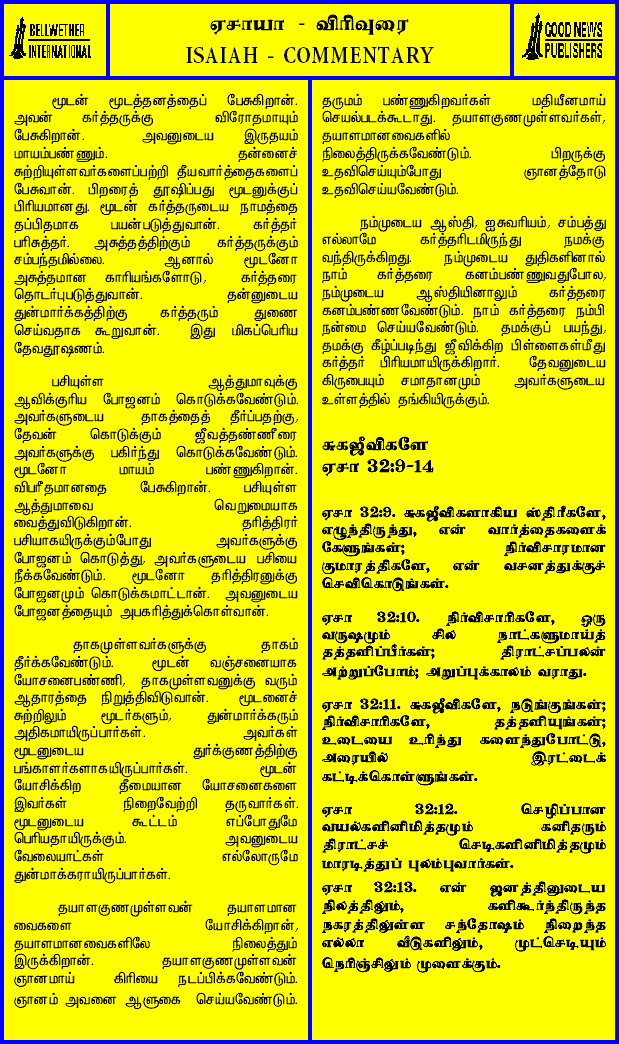 BELLWETHER
INTERNATIONAL
ஏசாயா - விரிவுரை
ISAIAH - COMMENTARY
GOOD NEWS
PUBLISHERS
மூடன் மூடத்தனத்தைப் பேசுகிறான்.
அவன் கர்த்தருக்கு விரோதமாயும்
பேசுகிறான். அவனுடைய இருதயம்
மாயம்பண்ணும். தன்னைச்
சுற்றியுள்ளவர்களைப்பற்றி தீயவார்த்தைகளைப்
பேசுவான். பிறரைத் தூஷிப்பது மூடனுக்குப்
பிரியமானது. மூடன் கர்த்தருடைய நாமத்தை
தப்பிதமாக பயன்படுத்துவான். கர்த்தர்
பரிசுத்தர். அசுத்தத்திற்கும் கர்த்தருக்கும்
சம்பந்தமில்லை. ஆனால் மூடனோ
அசுத்தமான காரியங்களோடு, கர்த்தரை
தொடர்புபடுத்துவான். தன்னுடைய
துன்மார்க்கத்திற்கு கர்த்தரும் துணை
செய்வதாக கூறுவான். இது மிகப்பெரிய
தேவதூஷணம்.
பசியுள்ள ஆத்துமாவுக்கு
ஆவிக்குரிய போஜனம் கொடுக்கவேண்டும்.
அவர்களுடைய தாகத்தைத் தீர்ப்பதற்கு,
தேவன் கொடுக்கும் ஜீவத்தண்ணீரை
அவர்களுக்கு பகிர்ந்து கொடுக்கவேண்டும்.
மூடனோ மாயம் பண்ணுகிறான்.
விபரீதமானதை பேசுகிறான். பசியுள்ள
ஆத்துமாவை வெறுமையாக
வைத்துவிடுகிறான். தரித்திரர்
பசியாகயிருக்கும்போது அவர்களுக்கு
போஜனம் கொடுத்து, அவர்களுடைய பசியை
நீக்கவேண்டும். மூடனோ தரித்திரனுக்கு
போஜனமும் கொடுக்கமாட்டான். அவனுடைய
போஜனத்தையும் அபகரித்துக்கொள்வான்.
தாகமுள்ளவர்களுக்கு தாகம்
தீர்க்கவேண்டும். மூடன் வஞ்சனையாக
யோசனைபண்ணி, தாகமுள்ளவனுக்கு வரும்
ஆதாரத்தை நிறுத்திவிடுவான். மூடனைச்
சுற்றிலும் மூடர்களும், துன்மார்க்கரும்
அதிகமாயிருப்பார்கள். அவர்கள்
மூடனுடைய துர்க்குணத்திற்கு
பங்காளர்களாகயிருப்பார்கள். மூடன்
யோசிக்கிற தீமையான யோசனைகளை
இவர்கள் நிறைவேற்றி தருவார்கள்.
மூடனுடைய கூட்டம் எப்போதுமே
பெரியதாயிருக்கும். அவனுடைய
வேலையாட்கள் எல்லோருமே
துன்மாக்கராயிருப்பார்கள்.
தயாளகுணமுள்ளவன் தயாளமான
வைகளை யோசிக்கிறான்,
தயாளமானவைகளிலே நிலைத்தும்
இருக்கிறான். தயாளகுணமுள்ளவன்
ஞானமாய் கிரியை நடப்பிக்கவேண்டும்.
ஞானம் அவனை ஆளுகை செய்யவேண்டும்.
தருமம் பண்ணுகிறவர்கள் மதியீனமாய்
செயல்படக்கூடாது. தயாளகுணமுள்ளவர்கள்,
தயாளமானவைகளில்
நிலைத்திருக்கவேண்டும். பிறருக்கு
உதவிசெய்யும்போது ஞானத்தோடு
உதவிசெய்யவேண்டும்.
நம்முடைய ஆஸ்தி, ஐசுவரியம், சம்பத்து
எல்லாமே கர்த்தரிடமிருந்து நமக்கு
வந்திருக்கிறது. நம்முடைய துதிகளினால்
நாம் கர்த்தரை கனம்பண்ணுவதுபோல,
நம்முடைய ஆஸ்தியினாலும் கர்த்தரை
கனம்பண்ணவேண்டும். நாம் கர்த்தரை நம்பி
நன்மை செய்யவேண்டும். தமக்குப் பயந்து,
தமக்கு கீழ்ப்படிந்து ஜீவிக்கிற பிள்ளைகள்மீது
கர்த்தர் பிரியமாயிருக்கிறார். தேவனுடைய
கிருபையும் சமாதானமும் அவர்களுடைய
உள்ளத்தில் தங்கியிருக்கும்.
சுகஜீவிகளே
ஏசா 32:9-14
ஏசா 32:9. சுகஜீவிகளாகிய ஸ்திரீகளே,
எழுந்திருந்து, என் வார்த்தைகளைக்
கேளுங்கள்; நிர்விசாரமான
குமாரத்திகளே, என் வசனத்துக்குச்
செவிகொடுங்கள்.
ஏசா 32:10. நிர்விசாரிகளே, ஒரு
வருஷமும் சில நாட்களுமாய்த்
தத்தளிப்பீர்கள்; திராட்சப்பலன்
அற்றுப்போம்; அறுப்புக்காலம் வராது.
ஏசா 32:11. சுகஜீவிகளே, நடுங்குங்கள்;
நிர்விசாரிகளே, தத்தளியுங்கள்;
உடையை உரிந்து களைந்துபோட்டு,
அரையில் இரட்டைக்
கட்டிக்கொள்ளுங்கள்.
ஏசா 32:12. செழிப்பான
வயல்களினிமித்தமும் கனிதரும்
திராட்சச் செடிகளினிமித்தமும்
மாரடித்துப் புலம்புவார்கள்.
ஏசா 32:13. என் ஜனத்தினுடைய
நிலத்திலும், களிகூர்ந்திருந்த
நகரத்திலுள்ள சந்தோஷம் நிறைந்த
எல்லா வீடுகளிலும், முட்செடியும்
நெரிஞ்சிலும் முளைக்கும்.